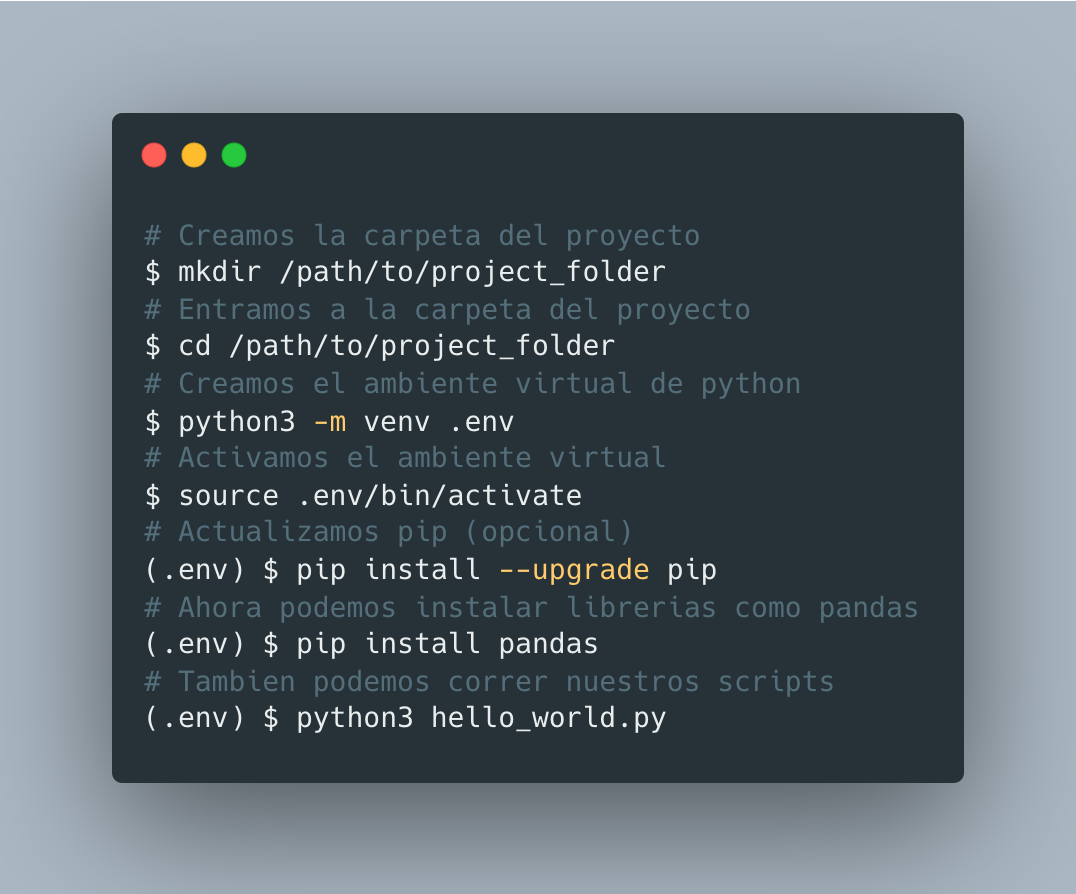 # Creamos la carpeta del proyecto
$ mkdir /path/to/project_folder
# Entramos a la carpeta del proyecto
$ cd /path/to/project_folder
# Creamos el ambiente virtual de python
$ python3 -m venv .env
# Activamos el ambiente virtual
$ source .env/bin/activate
# Actualizamos pip (opcional)
(.env) $ pip install --upgrade pip
# Ahora podemos instalar librerias como pandas
(.env) $ pip install pandas
# Tambien podemos correr nuestros scripts
(.env) $ python3 hello_world.py